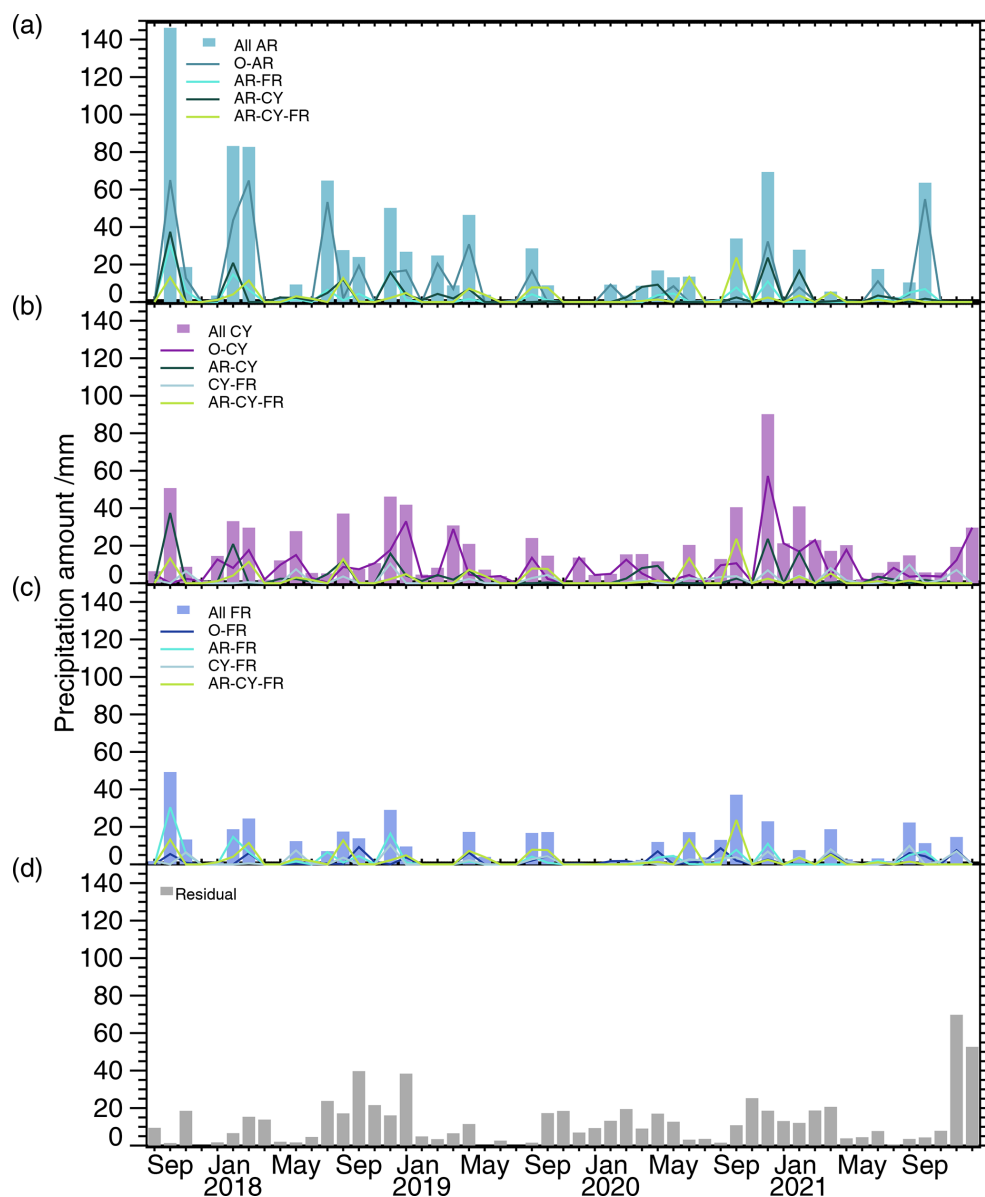 (a)
140
120
100
80
60
40
20
0
All AR
O-AR
AR-FR
AR-CY
AR-CY-FR
(b)
140
120
100
80
60
40
20
0
All CY
O-CY
AR-CY
CY-FR
AR-CY-FR
Precipitation amount /mm
(c)
140
120
100
80
60
40
20
0
All FR
O-FR
AR-FR
CY-FR
AR-CY-FR
(d)
140
120
100
80
60
40
20
0
Residual
Sep Jan May Sep Jan May Sep Jan May Sep Jan May Sep
2018 2019 2020 2021